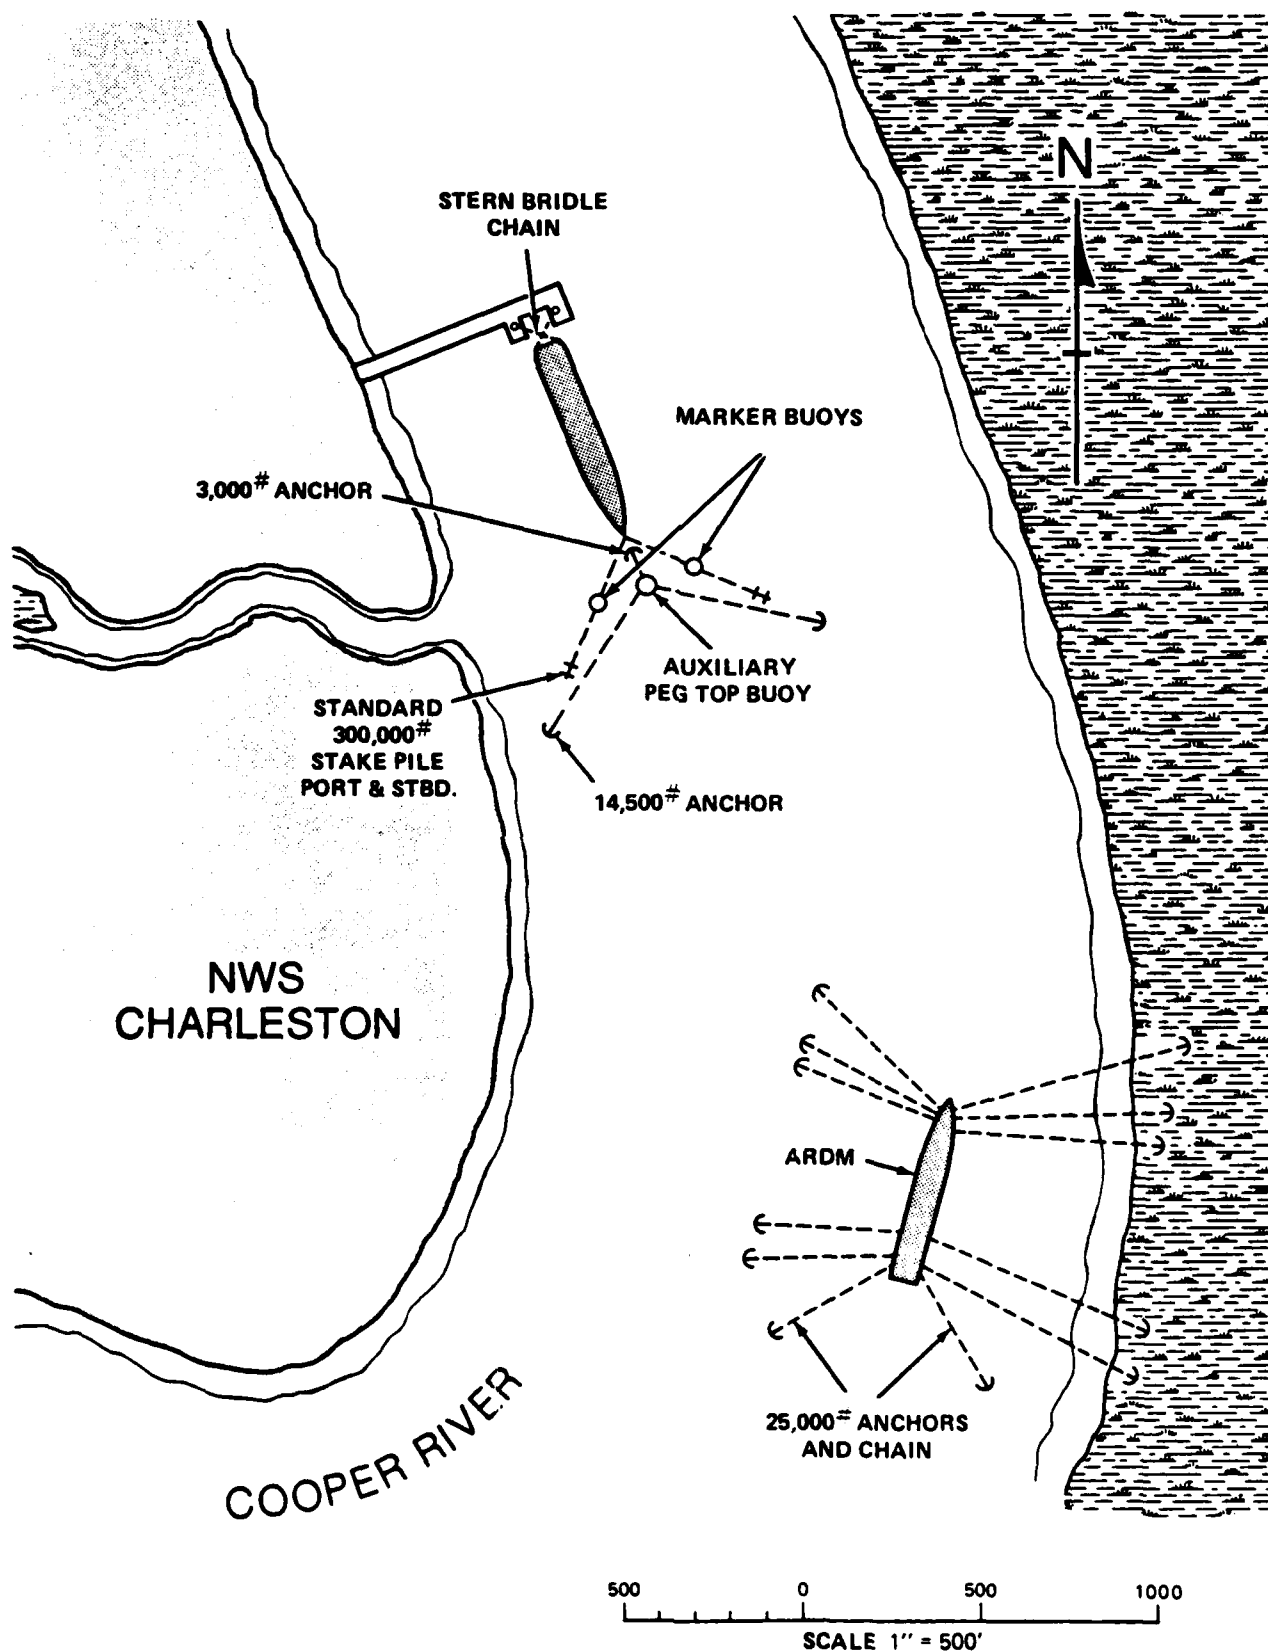 N
STERN BRIDLE
CHAIN
MARKER BUOYS
3,000# ANCHOR
AUXILIARY
PEG TOP BUOY
STANDARD
300,000#
STAKE PILE
PORT & STBD.
14,500# ANCHOR
NWS
CHARLESTON
ARDM
25,000# ANCHORS
AND CHAIN
COOPER RIVER
500 0 500 1000
SCALE 1" = 500'